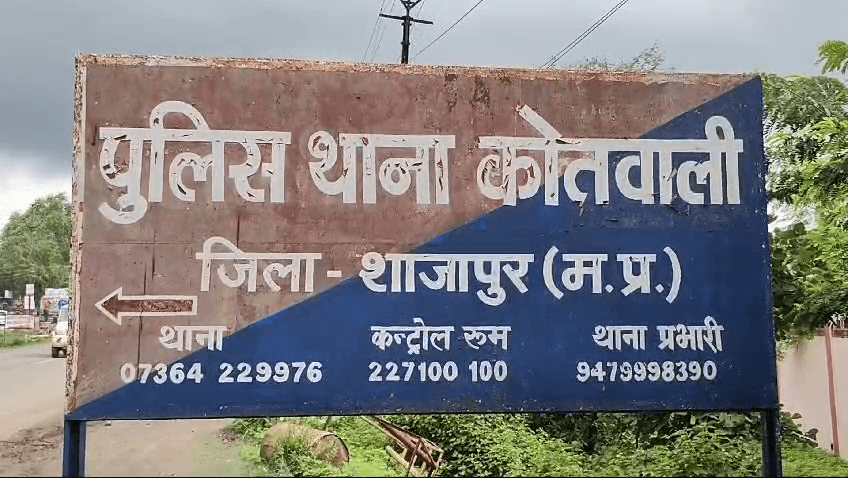 पुलिस थाना कोतवाली
जिला - शाजापुर (म.प्र.)
थाना कन्ट्रोल रूम थाना प्रभारी
07364 229976 227100 100 9479998390